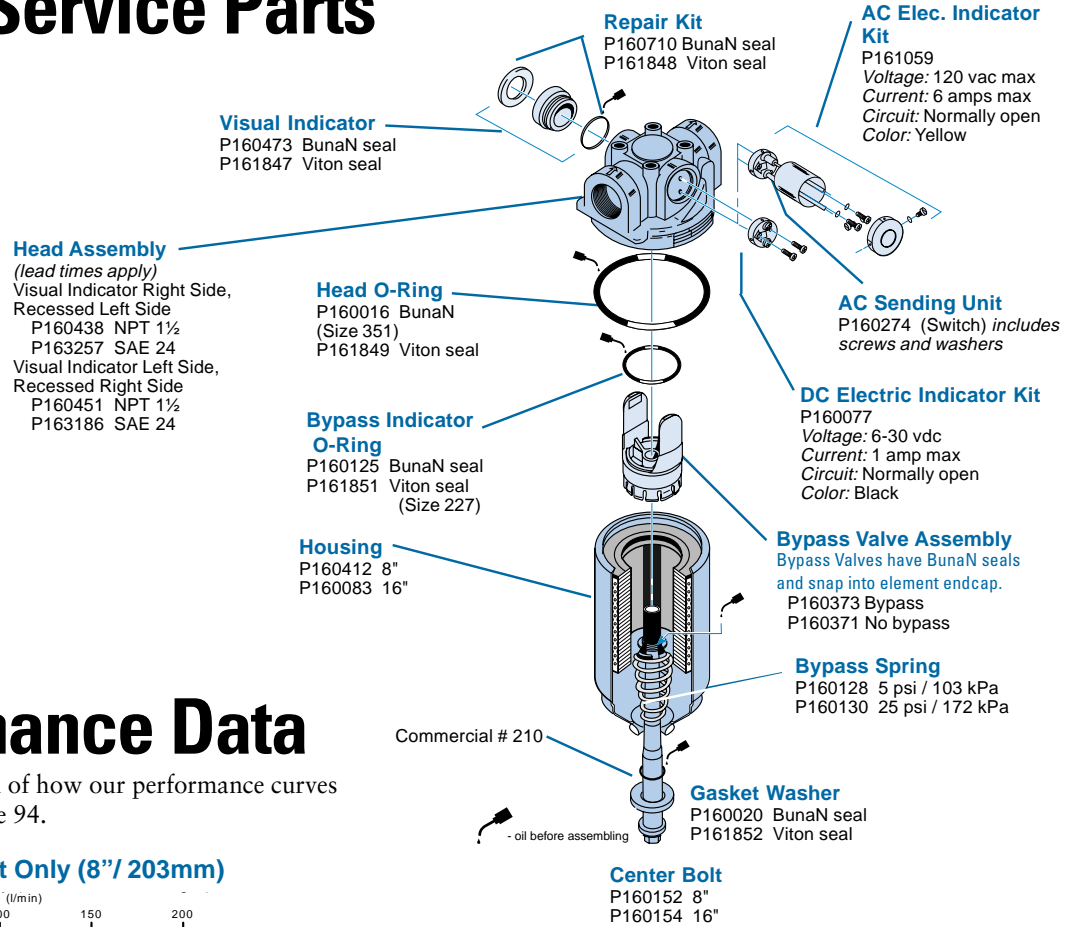 Service Parts
Repair Kit
P160710 BunaN seal
P161848 Viton seal
AC Elec. Indicator
Kit
P161059
Voltage: 120 vac max
Current: 6 amps max
Circuit: Normally open
Color: Yellow
Visual Indicator
P160473 BunaN seal
P161847 Viton seal
Head Assembly
(lead times apply)
Visual Indicator Right Side,
Recessed Left Side
P160438 NPT 1½
P163257 SAE 24
Visual Indicator Left Side,
Recessed Right Side
P160451 NPT 1½
P163186 SAE 24
Head O-Ring
P160016 BunaN
(Size 351)
P161849 Viton seal
AC Sending Unit
P160274 (Switch) includes
screws and washers
DC Electric Indicator Kit
P160077
Voltage: 6-30 vdc
Current: 1 amp max
Circuit: Normally open
Color: Black
Bypass Indicator
O-Ring
P160125 BunaN seal
P161851 Viton seal
(Size 227)
Housing
P160412 8"
P160083 16"
Bypass Valve Assembly
Bypass Valves have BunaN seals
and snap into element endcap.
P160373 Bypass
P160371 No bypass
Bypass Spring
P160128 5 psi / 103 kPa
P160130 25 psi / 172 kPa
Commercial # 210
Gasket Washer
P160020 BunaN seal
P161852 Viton seal
- oil before assembling
Center Bolt
P160152 8"
P160154 16"
nance Data
of how our performance curves
94.
t Only (8”/ 203mm)
(l/min)
150 200